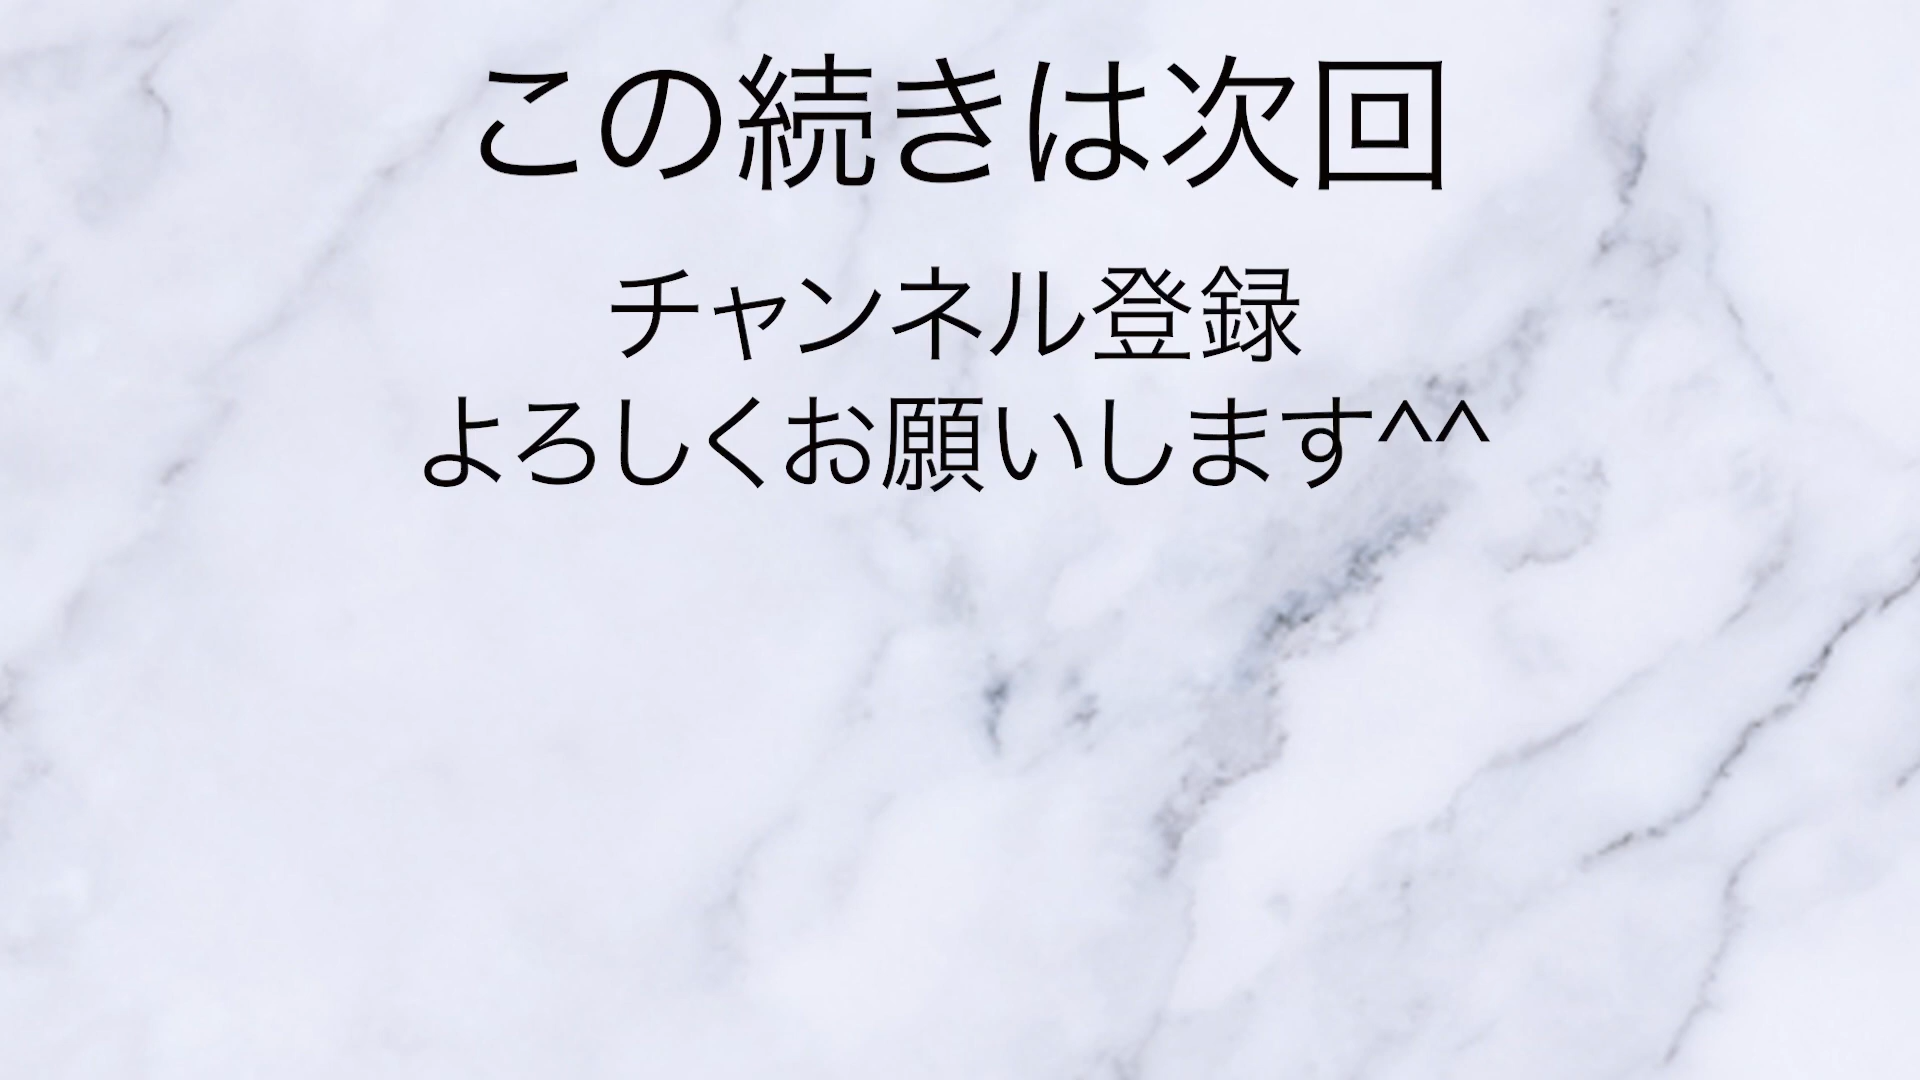 この続きは次回
チャンネル登録
よろしくお願いします^^